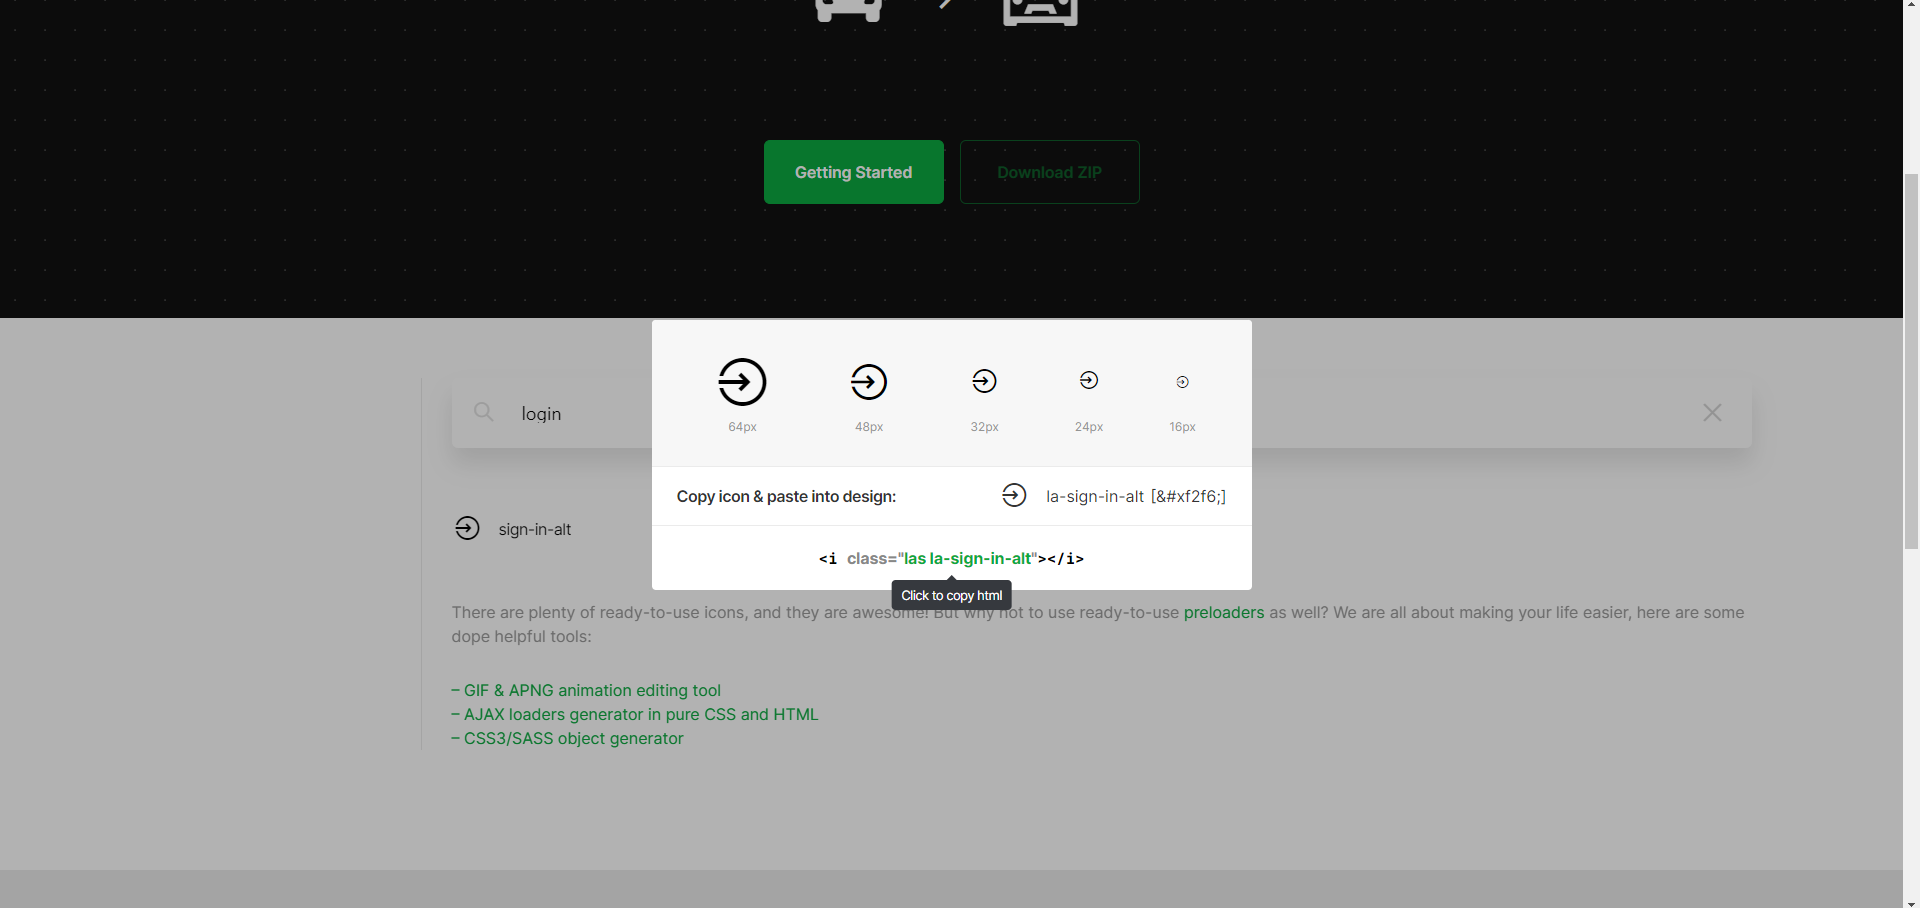 Getting Started
Download ZIP
login
64px
48px
32px
24px
16px
Copy icon & paste into design:
la-sign-in-alt [&#xf2f6;]
sign-in-alt
<i class="las la-sign-in-alt"></i>
Click to copy html
There are plenty of ready-to-use icons, and they are awesome! But why not to use ready-to-use preloaders as well? We are all about making your life easier, here are some
dope helpful tools:
– GIF & APNG animation editing tool
– AJAX loaders generator in pure CSS and HTML
– CSS3/SASS object generator